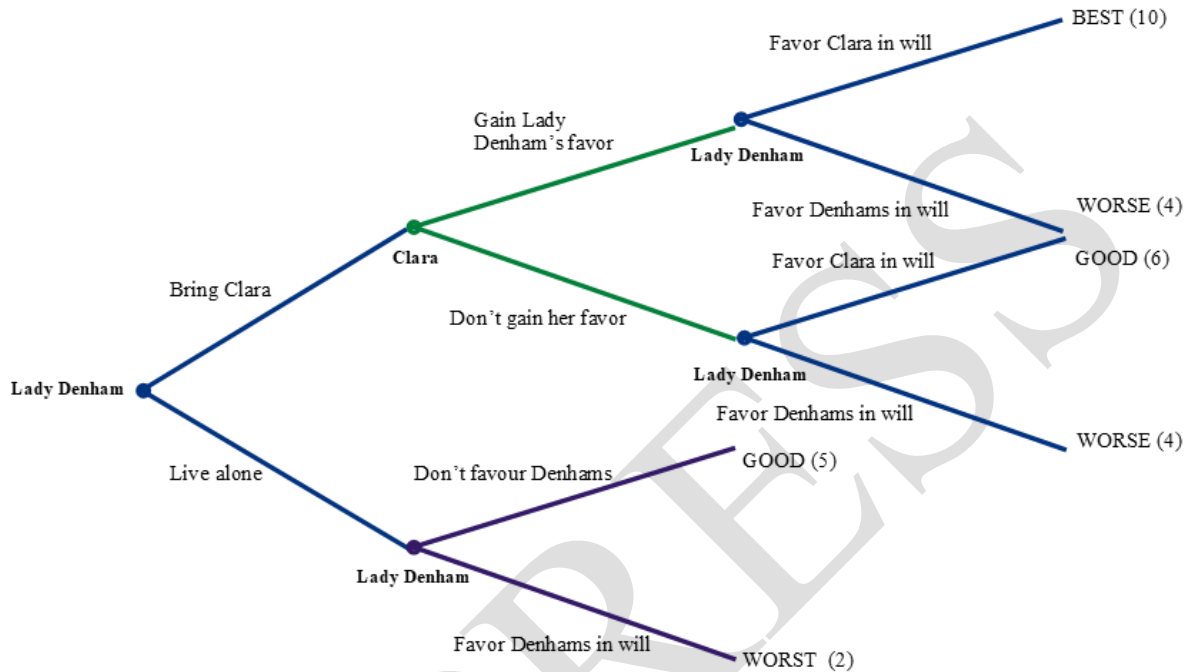 BEST (10)
Favor Clara in will
Gain Lady
Denham’s favor
Lady Denham
Favor Denhams in will
WORSE (4)
Clara
Favor Clara in will
GOOD (6)
Bring Clara
Don’t gain her favor
Lady Denham
Lady Denham
Favor Denhams in will
WORSE (4)
Live alone
Don’t favour Denhams
GOOD (5)
Lady Denham
Favor Denhams in will
WORST (2)
RESS